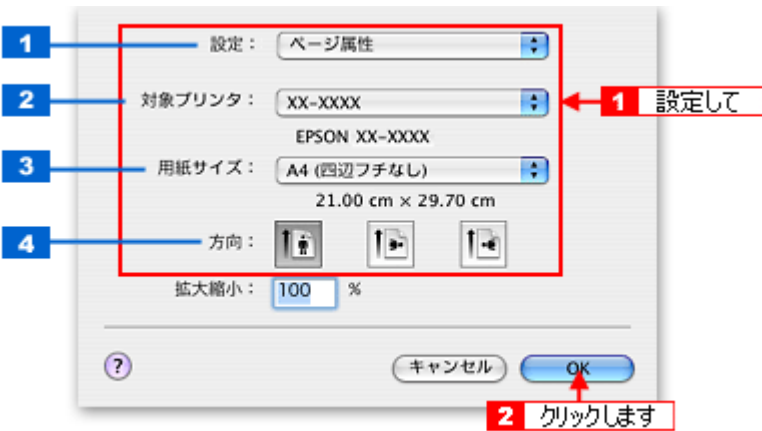 1 設定： ページ属性
2 対象プリンタ： XX-XXXX 1 設定して
EPSON XX-XXXX
3 用紙サイズ： A4 (四辺フチなし)
21.00 cm × 29.70 cm
4 方向：
拡大縮小： 100 %
? キャンセル OK
2 クリックします